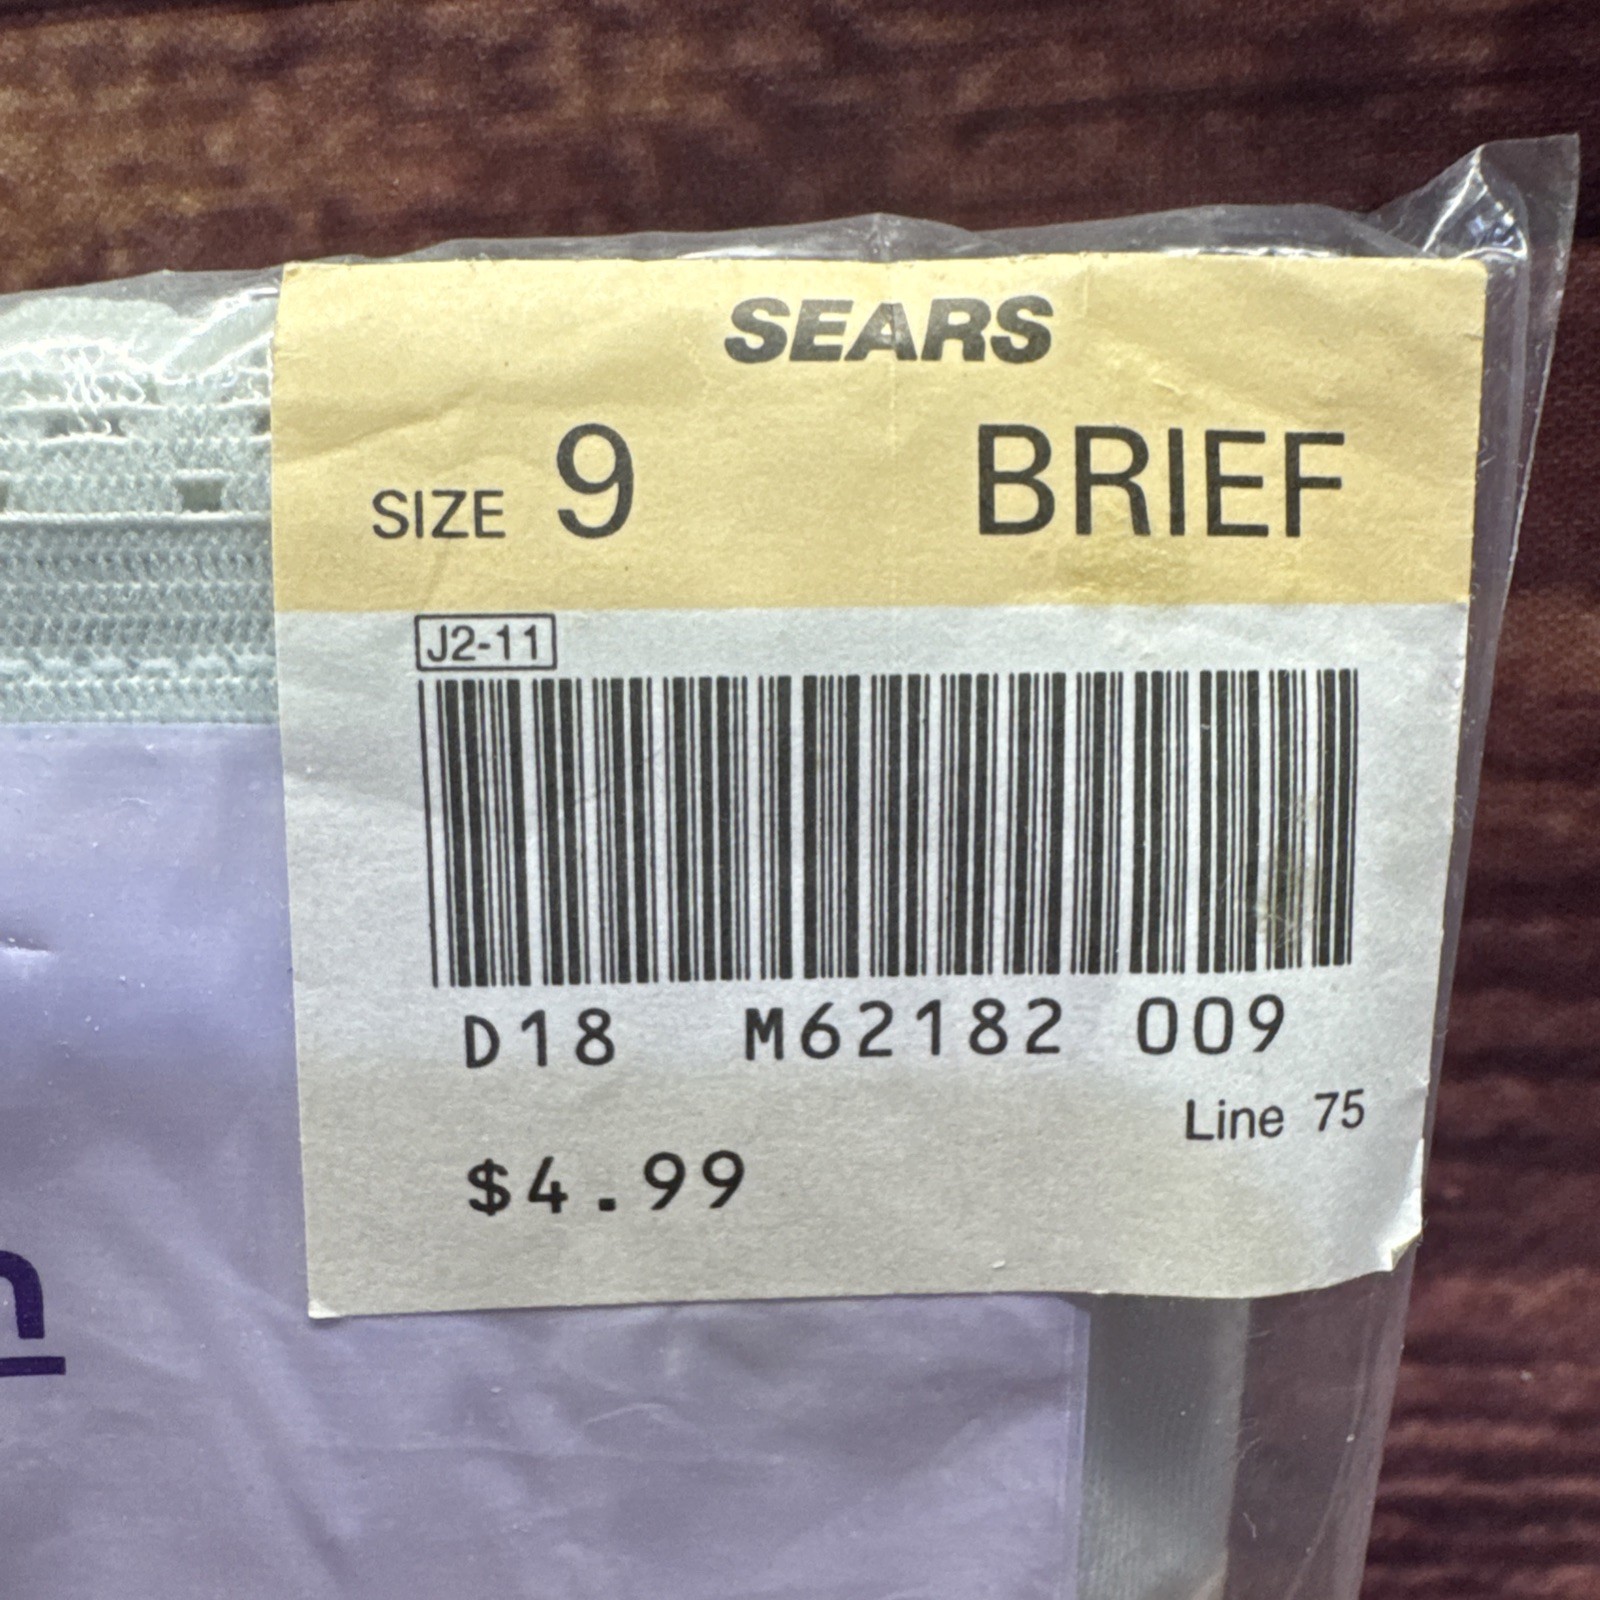 SEARS
SIZE 9 BRIEF
J2-11
D18 M62182 009
Line 75
$4.99